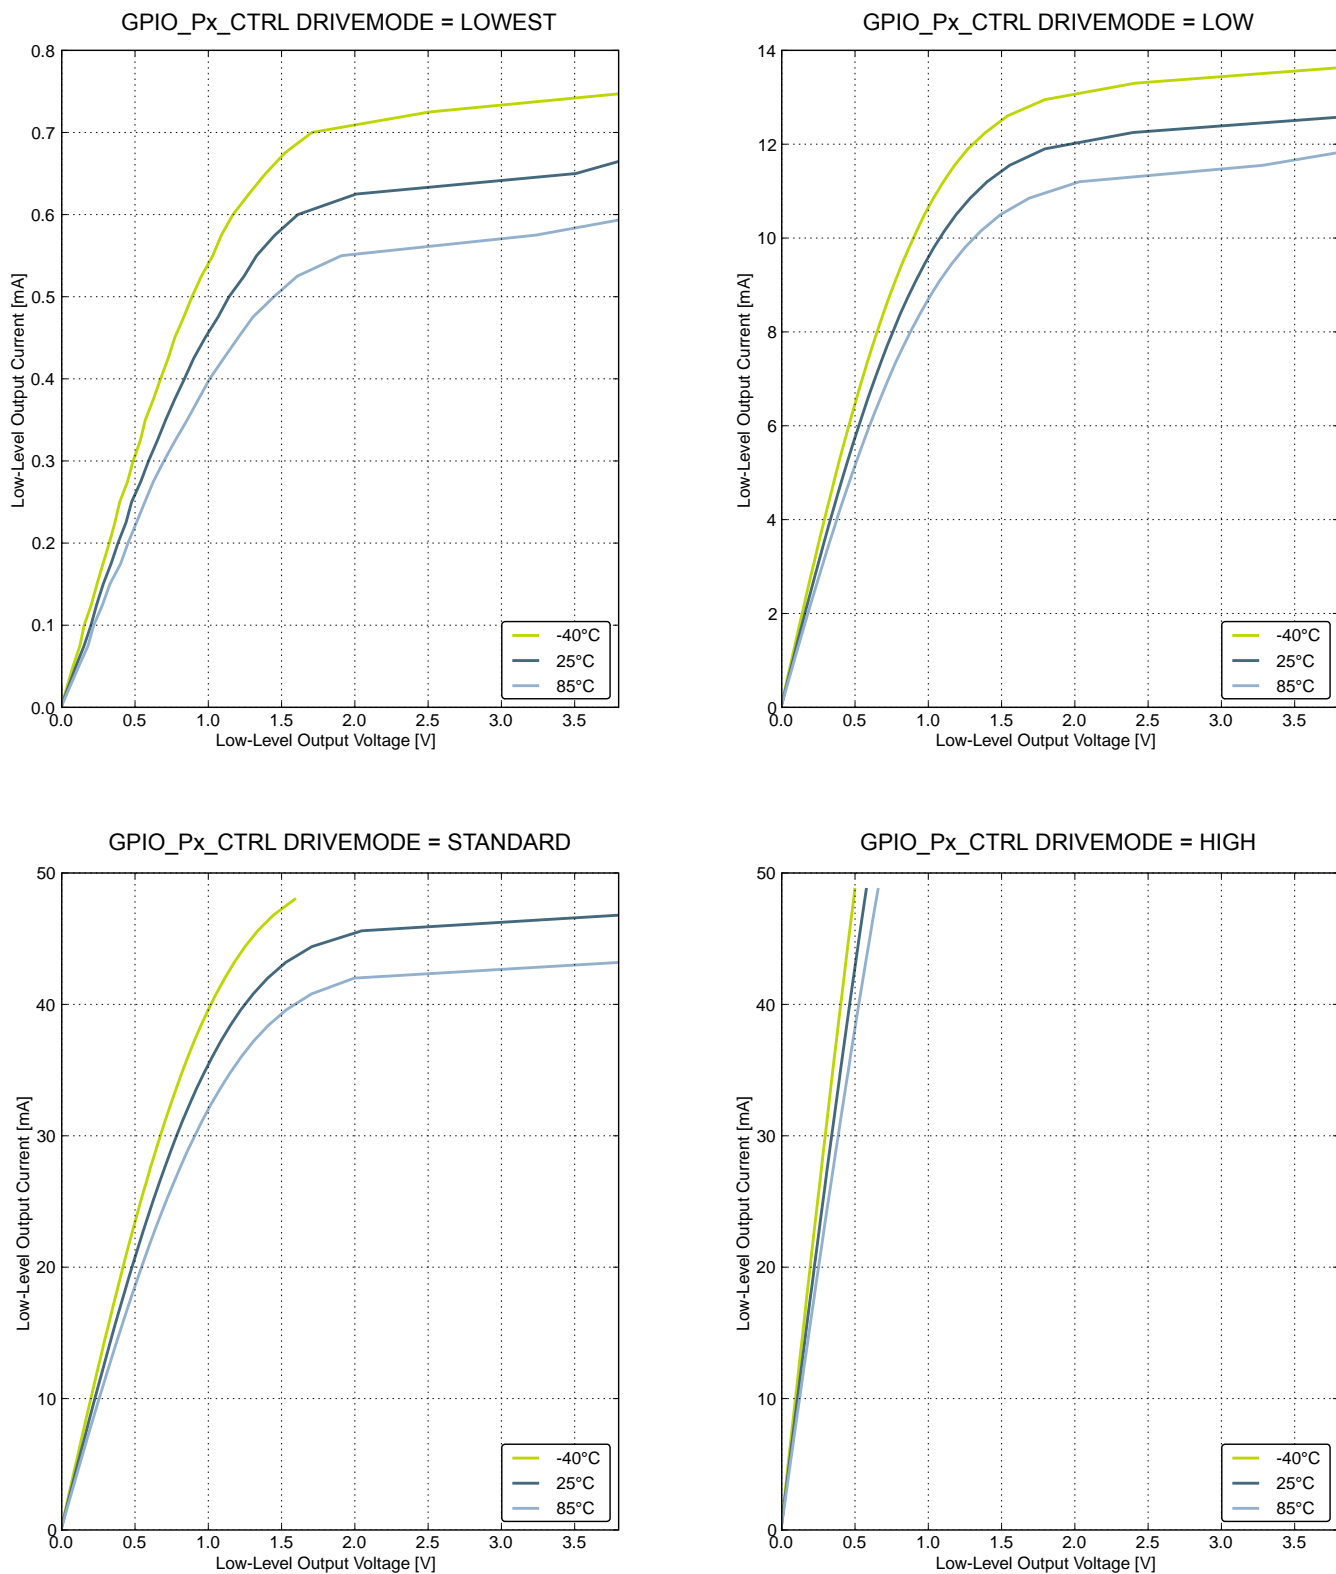 GPIO_Px_CTRL DRIVEMODE = LOWEST
0.8
0.7
0.6
0.5
0.4
0.3
0.2
0.1
0.0
Low-Level Output Current [mA]
-40°C
25°C
85°C
0.0 0.5 1.0 1.5 2.0 2.5 3.0 3.5
Low-Level Output Voltage [V]
GPIO_Px_CTRL DRIVEMODE = LOW
14
12
10
8
6
4
2
0
Low-Level Output Current [mA]
-40°C
25°C
85°C
0.0 0.5 1.0 1.5 2.0 2.5 3.0 3.5
Low-Level Output Voltage [V]
GPIO_Px_CTRL DRIVEMODE = STANDARD
50
40
30
20
10
0
Low-Level Output Current [mA]
-40°C
25°C
85°C
0.0 0.5 1.0 1.5 2.0 2.5 3.0 3.5
Low-Level Output Voltage [V]
GPIO_Px_CTRL DRIVEMODE = HIGH
50
40
30
20
10
0
Low-Level Output Current [mA]
-40°C
25°C
85°C
0.0 0.5 1.0 1.5 2.0 2.5 3.0 3.5
Low-Level Output Voltage [V]